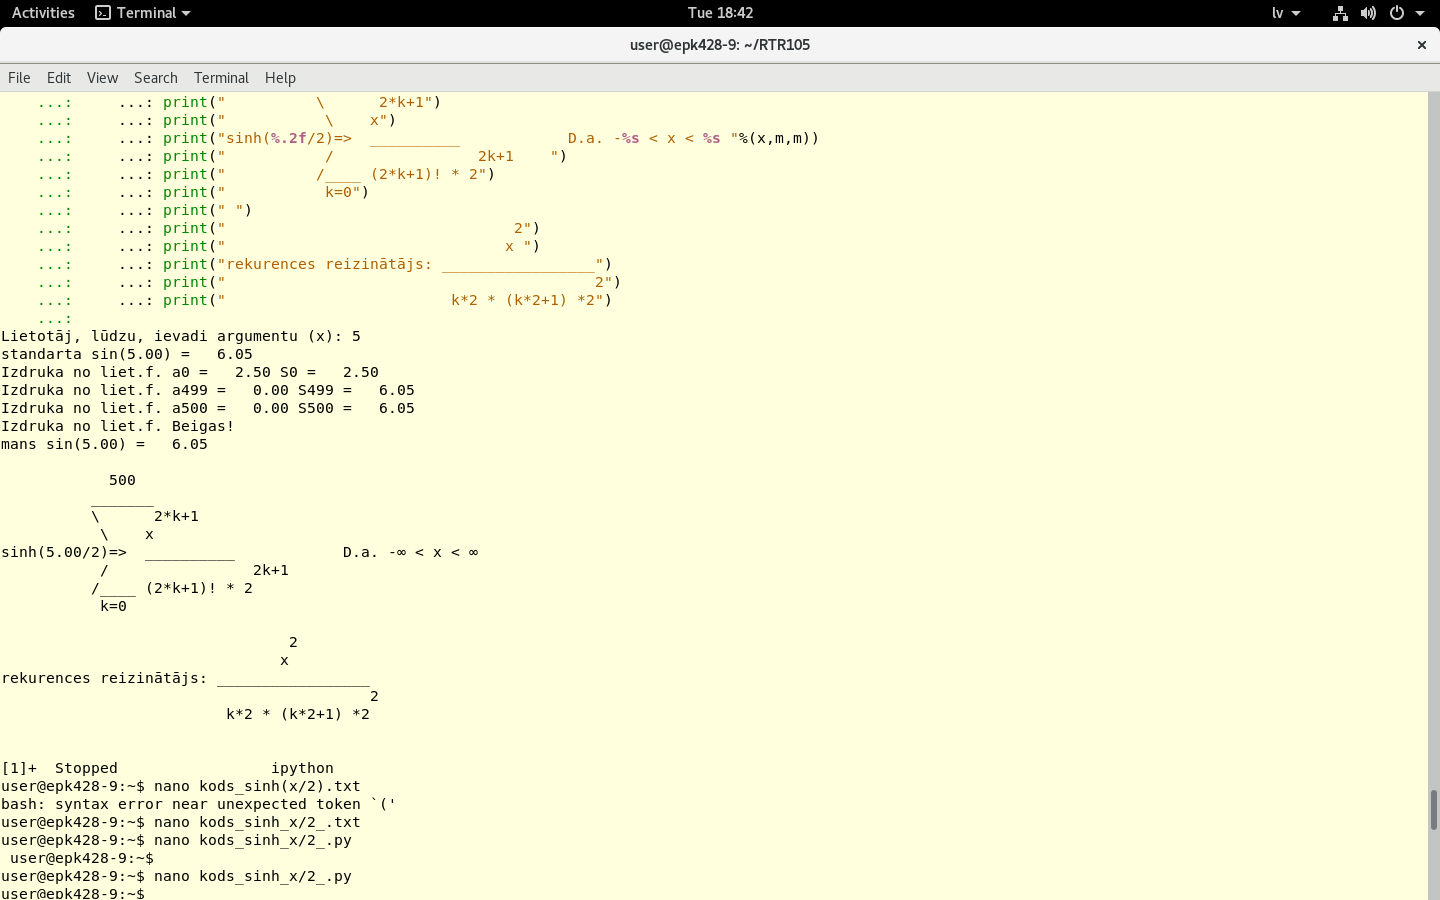 Activities Terminal Tue 18:42 lv
user@epk428-9: ~/RTR105 ×
File Edit View Search Terminal Help
    ...:     ...: print("          \      2*k+1")
    ...:     ...: print("           \    x")
    ...:     ...: print("sinh(%.2f/2)=>  __________            D.a. -%s < x < %s "%(x,m,m))
    ...:     ...: print("           /                2k+1    ")
    ...:     ...: print("          /____ (2*k+1)! * 2")
    ...:     ...: print("           k=0")
    ...:     ...: print(" ")
    ...:     ...: print("                                2")
    ...:     ...: print("                               x ")
    ...:     ...: print("rekurences reizinātājs: _________________")
    ...:     ...: print("                                         2")
    ...:     ...: print("                         k*2 * (k*2+1) *2")
    ...:
Lietotāj, lūdzu, ievadi argumentu (x): 5
standarta sin(5.00) =   6.05
Izdruka no liet.f. a0 =   2.50 S0 =   2.50
Izdruka no liet.f. a499 =   0.00 S499 =   6.05
Izdruka no liet.f. a500 =   0.00 S500 =   6.05
Izdruka no liet.f. Beigas!
mans sin(5.00) =   6.05
            500
          _______
          \      2*k+1
           \    x
sinh(5.00/2)=>  __________            D.a. -∞ < x < ∞
           /                2k+1
          /____ (2*k+1)! * 2
           k=0
                                2
                               x
rekurences reizinātājs: _________________
                                         2
                         k*2 * (k*2+1) *2
[1]+  Stopped                 ipython
user@epk428-9:~$ nano kods_sinh(x/2).txt
bash: syntax error near unexpected token `('
user@epk428-9:~$ nano kods_sinh_x/2_.txt
user@epk428-9:~$ nano kods_sinh_x/2_.py
 user@epk428-9:~$
user@epk428-9:~$ nano kods_sinh_x/2_.py
user@epk428-9:~$